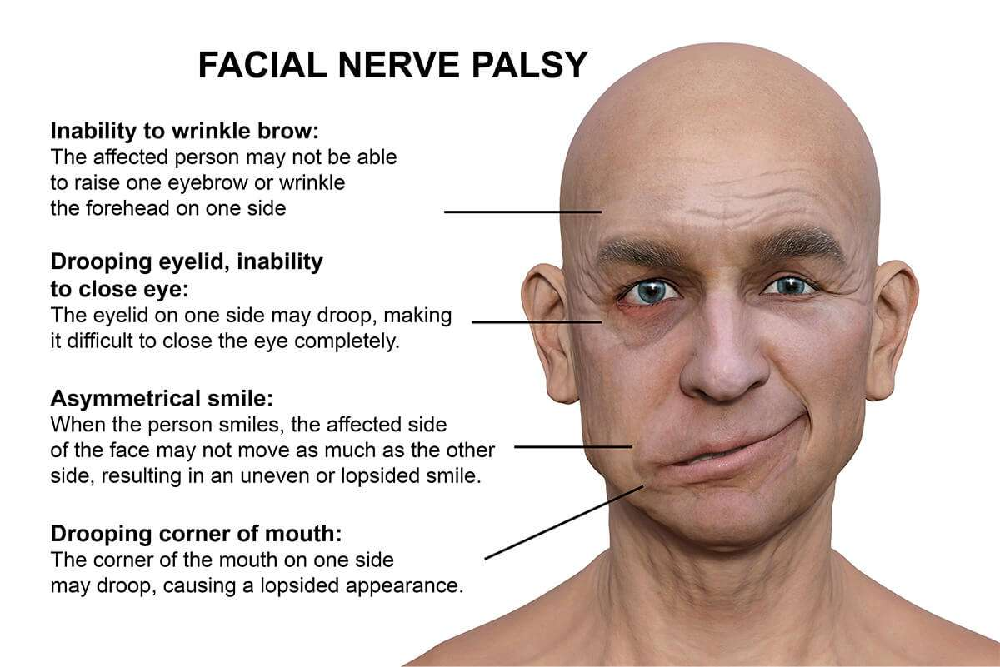 FACIAL NERVE PALSY
Inability to wrinkle brow:
The affected person may not be able
to raise one eyebrow or wrinkle
the forehead on one side
Drooping eyelid, inability
to close eye:
The eyelid on one side may droop, making
it difficult to close the eye completely.
Asymmetrical smile:
When the person smiles, the affected side
of the face may not move as much as the other
side, resulting in an uneven or lopsided smile.
Drooping corner of mouth:
The corner of the mouth on one side
may droop, causing a lopsided appearance.